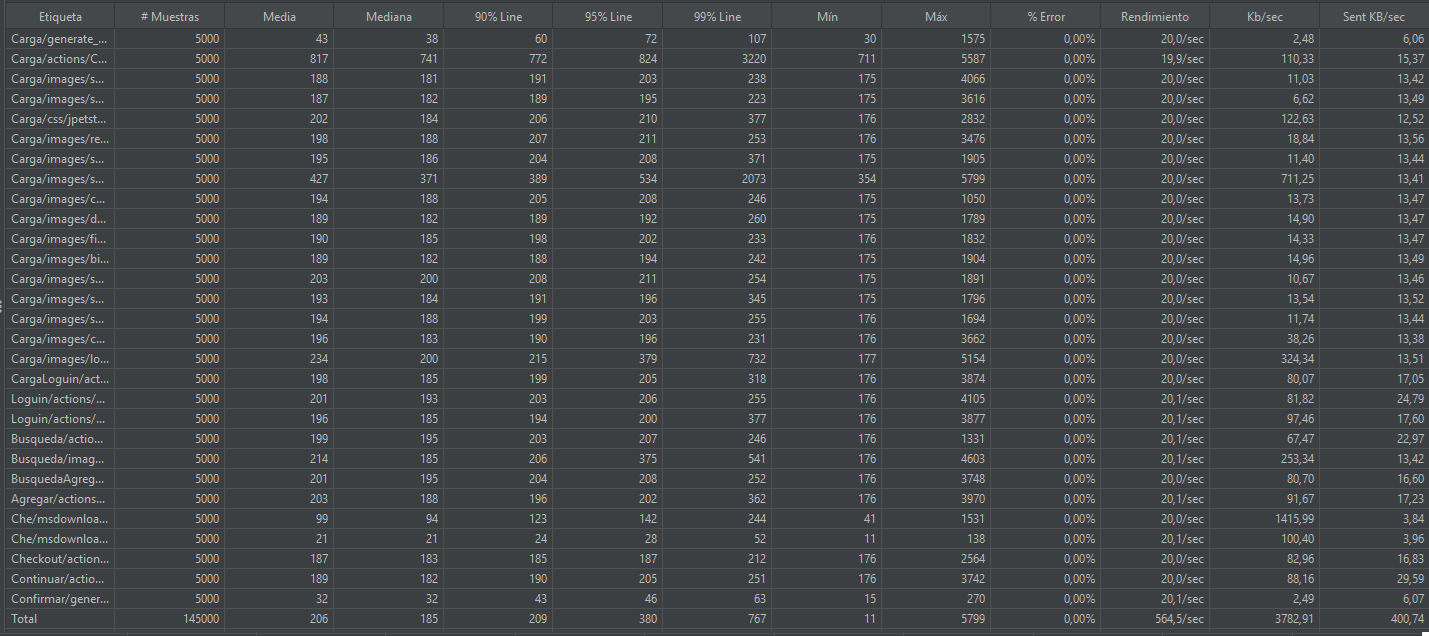 Etiqueta # Muestras Media Mediana 90% Line 95% Line 99% Line Mín Máx % Error Rendimiento Kb/sec Sent KB/sec
Carga/generate_... 5000 43 38 60 72 107 30 1575 0,00% 20,0/sec 2,48 6,06
Carga/actions/C... 5000 817 741 772 824 3220 711 5587 0,00% 19,9/sec 110,33 15,37
Carga/images/s... 5000 188 181 191 203 238 175 4066 0,00% 20,0/sec 11,03 13,42
Carga/images/s... 5000 187 182 189 195 223 175 3616 0,00% 20,0/sec 6,62 13,49
Carga/css/jpetst... 5000 202 184 206 210 377 176 2832 0,00% 20,0/sec 122,63 12,52
Carga/images/re... 5000 198 188 207 211 253 176 3476 0,00% 20,0/sec 18,84 13,56
Carga/images/s... 5000 195 186 204 208 371 175 1905 0,00% 20,0/sec 11,40 13,44
Carga/images/s... 5000 427 371 389 534 2073 354 5799 0,00% 20,0/sec 711,25 13,41
Carga/images/c... 5000 194 188 205 208 246 175 1050 0,00% 20,0/sec 13,73 13,47
Carga/images/d... 5000 189 182 189 192 260 175 1789 0,00% 20,0/sec 14,90 13,47
Carga/images/fi... 5000 190 185 198 202 233 176 1832 0,00% 20,0/sec 14,33 13,47
Carga/images/bi... 5000 189 182 188 194 242 175 1904 0,00% 20,0/sec 14,96 13,49
Carga/images/s... 5000 203 200 208 211 254 175 1891 0,00% 20,0/sec 10,67 13,46
Carga/images/s... 5000 193 184 191 196 345 175 1796 0,00% 20,0/sec 13,54 13,52
Carga/images/s... 5000 194 188 199 203 255 176 1694 0,00% 20,0/sec 11,74 13,44
Carga/images/c... 5000 196 183 190 196 231 176 3662 0,00% 20,0/sec 38,26 13,38
Carga/images/lo... 5000 234 200 215 379 732 177 5154 0,00% 20,0/sec 324,34 13,51
CargaLoguin/act... 5000 198 185 199 205 318 176 3874 0,00% 20,0/sec 80,07 17,05
Loguin/actions/... 5000 201 193 203 206 255 176 4105 0,00% 20,1/sec 81,82 24,79
Loguin/actions/... 5000 196 185 194 200 377 176 3877 0,00% 20,1/sec 97,46 17,60
Busqueda/actio... 5000 199 195 203 207 246 176 1331 0,00% 20,1/sec 67,47 22,97
Busqueda/imag... 5000 214 185 206 375 541 176 4603 0,00% 20,1/sec 253,34 13,42
BusquedaAgreg... 5000 201 195 204 208 252 176 3748 0,00% 20,0/sec 80,70 16,60
Agregar/actions... 5000 203 188 196 202 362 176 3970 0,00% 20,1/sec 91,67 17,23
Che/msdownloa... 5000 99 94 123 142 244 41 1531 0,00% 20,0/sec 1415,99 3,84
Che/msdownloa... 5000 21 21 24 28 52 11 138 0,00% 20,1/sec 100,40 3,96
Checkout/action... 5000 187 183 185 187 212 176 2564 0,00% 20,0/sec 82,96 16,83
Continuar/actio... 5000 189 182 190 205 251 176 3742 0,00% 20,0/sec 88,16 29,59
Confirmar/gener... 5000 32 32 43 46 63 15 270 0,00% 20,1/sec 2,49 6,07
Total 145000 206 185 209 380 767 11 5799 0,00% 564,5/sec 3782,91 400,74